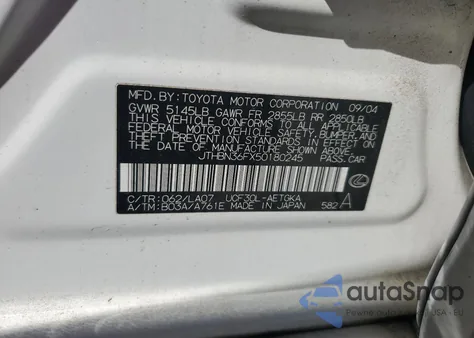 MFD. BY: TOYOTA MOTOR CORPORATION 09/04
GVWR 5145LB GAWR FR 2855LB RR 2850LB
THIS VEHICLE CONFORMS TO ALL APPLICABLE
FEDERAL MOTOR VEHICLE SAFETY, BUMPER, AND
THEFT PREVENTION STANDARDS IN EFFECT ON
THE DATE OF MANUFACTURE SHOWN ABOVE.
JTHBN36FX50180245 PASS.CAR
C/TR: 062/LA07 UCF30L-AETGKA
A/TM: B03A/A761E MADE IN JAPAN 582 A
autoSnap